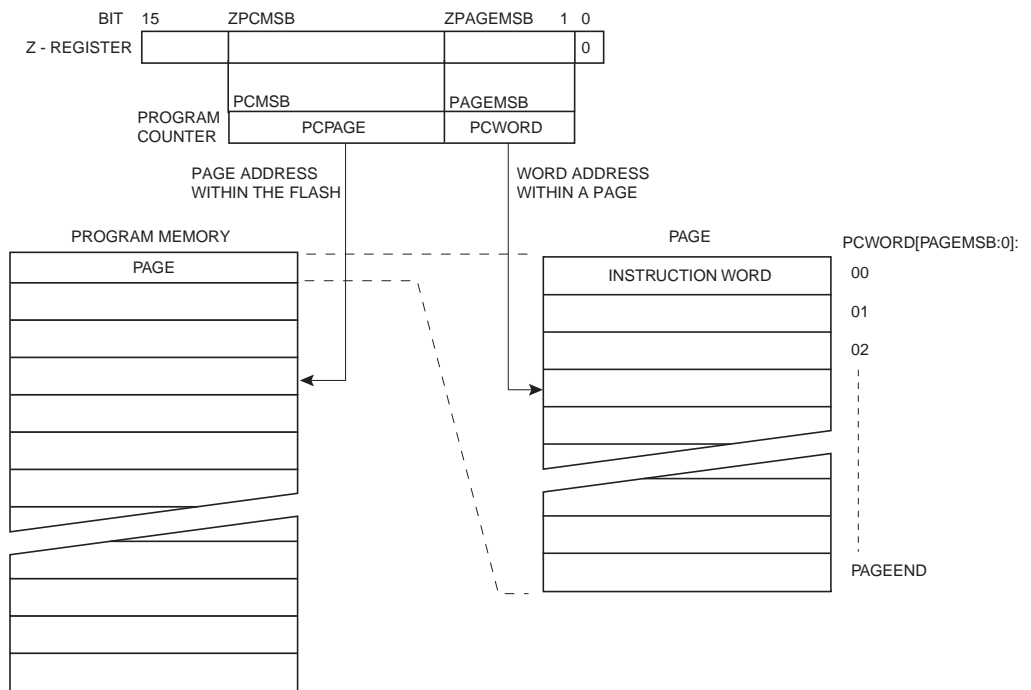 BIT 15 ZPCMSB ZPAGEMSB 1 0
Z - REGISTER 0
PCMSB PAGEMSB
PROGRAM
COUNTER
PCPAGE PCWORD
PAGE ADDRESS
WITHIN THE FLASH
WORD ADDRESS
WITHIN A PAGE
PROGRAM MEMORY
PAGE
PAGE
PCWORD[PAGEMSB:0]:
INSTRUCTION WORD 00
01
02
PAGEEND